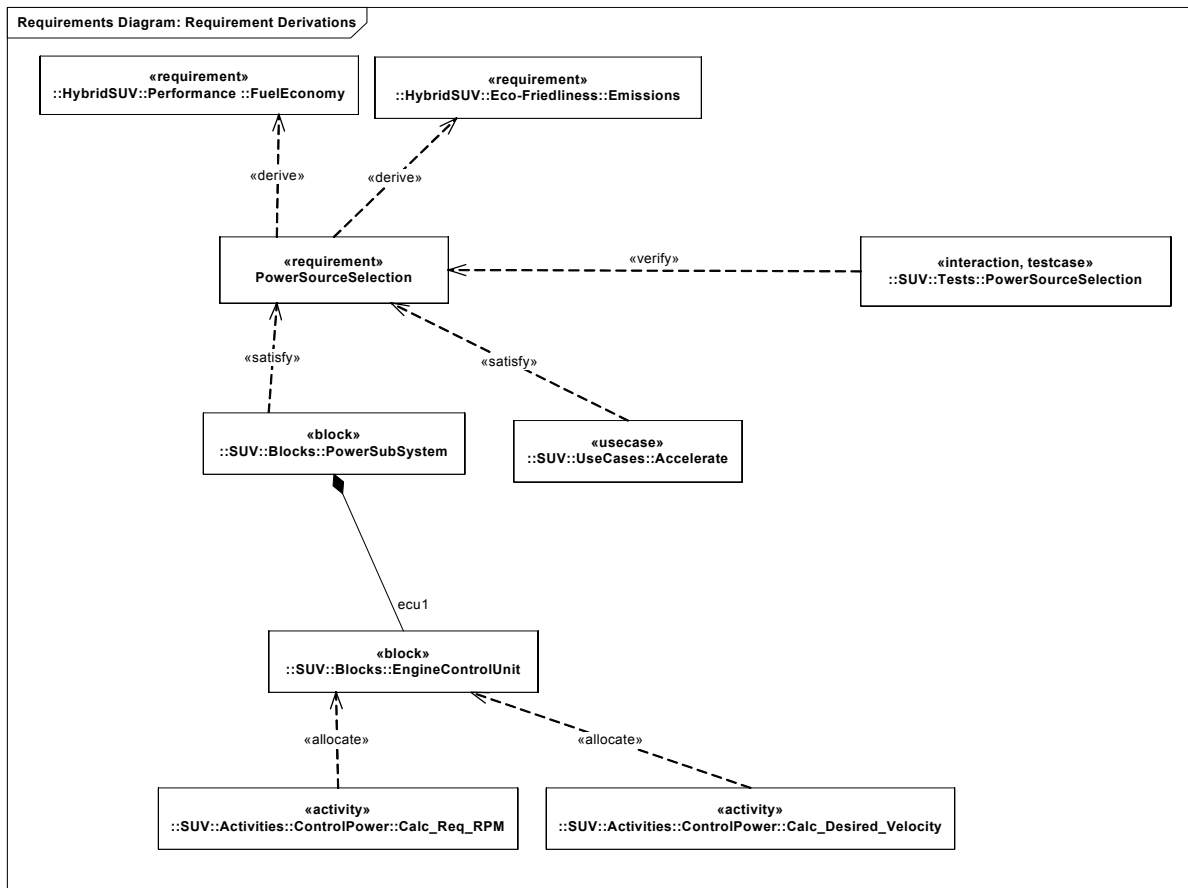 Requirements Diagram: Requirement Derivations
«requirement»
::HybridSUV::Performance ::FuelEconomy
«requirement»
::HybridSUV::Eco-Friedliness::Emissions
«derive»
«derive»
«requirement»
PowerSourceSelection
«verify»
«interaction, testcase»
::SUV::Tests::PowerSourceSelection
«satisfy»
«satisfy»
«block»
::SUV::Blocks::PowerSubSystem
«usecase»
::SUV::UseCases::Accelerate
ecu1
«block»
::SUV::Blocks::EngineControlUnit
«allocate»
«allocate»
«activity»
::SUV::Activities::ControlPower::Calc_Req_RPM
«activity»
::SUV::Activities::ControlPower::Calc_Desired_Velocity